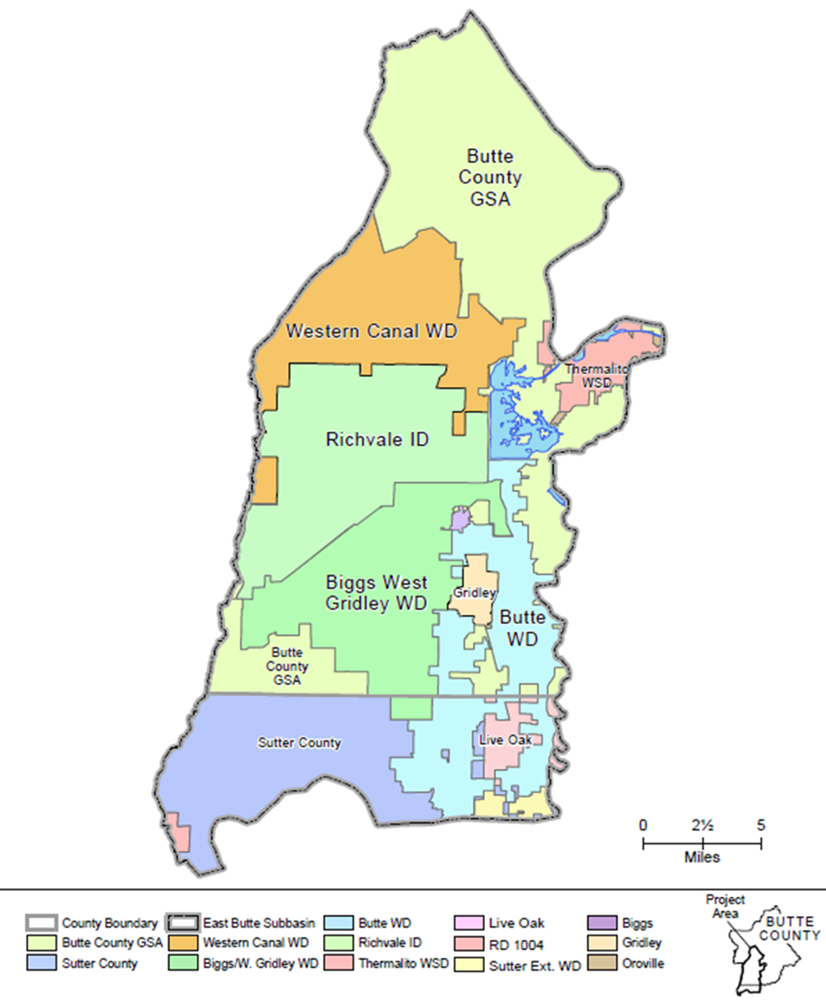 Butte
County
GSA
Western Canal WD
Thermalito
WSD
Richvale ID
Biggs West
Gridley WD
Gridley
Butte
WD
Butte
County
GSA
Sutter County
Live Oak
0 2½ 5
Miles
County Boundary
East Butte Subbasin
Butte WD
Live Oak
Biggs
Butte County GSA
Western Canal WD
Richvale ID
RD 1004
Gridley
Sutter County
Biggs/W. Gridley WD
Thermalito WSD
Sutter Ext. WD
Oroville
Project
Area
BUTTE
COUNTY